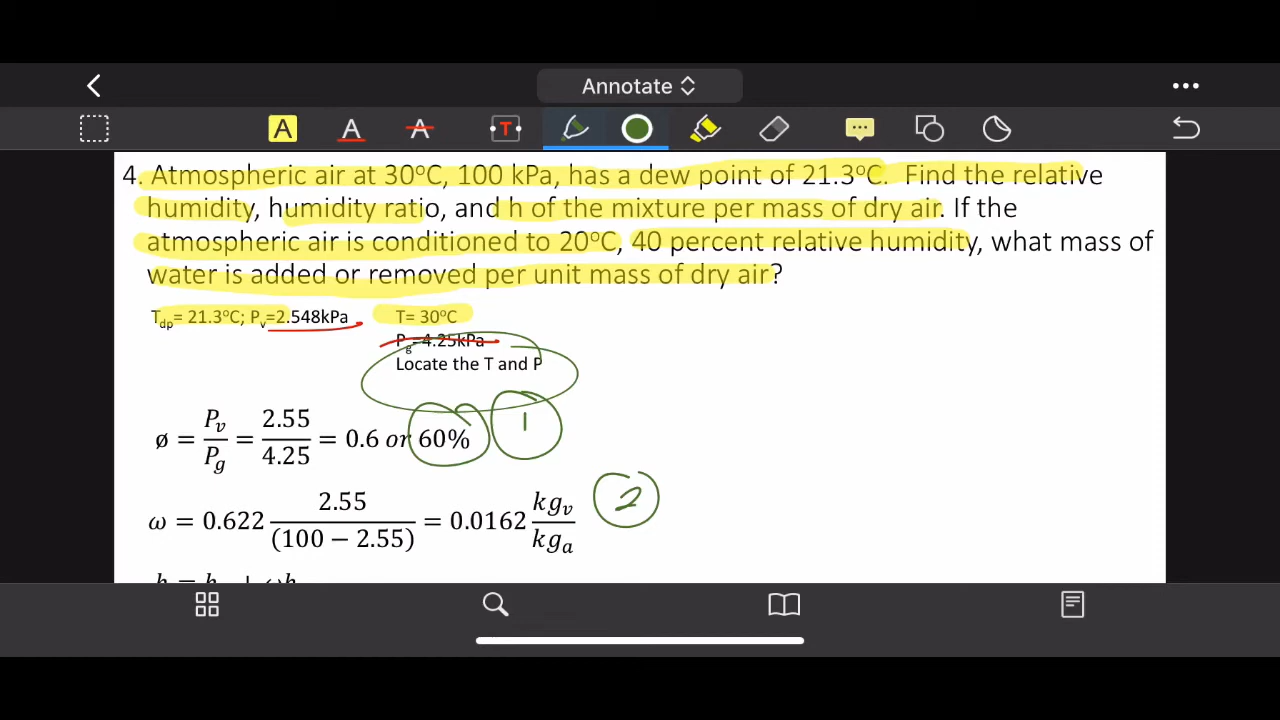 Annotate
A A A T
4. Atmospheric air at 30°C, 100 kPa, has a dew point of 21.3°C. Find the relative
humidity, humidity ratio, and h of the mixture per mass of dry air. If the
atmospheric air is conditioned to 20°C, 40 percent relative humidity, what mass of
water is added or removed per unit mass of dry air?
Tdp= 21.3°C; Pv=2.548kPa T= 30°C
Pg=4.25kPa
Locate the T and P
ø = Pv/Pg = 2.55/4.25 = 0.6 or 60% 1
ω = 0.622 2.55/(100 − 2.55) = 0.0162 kgv/kga 2